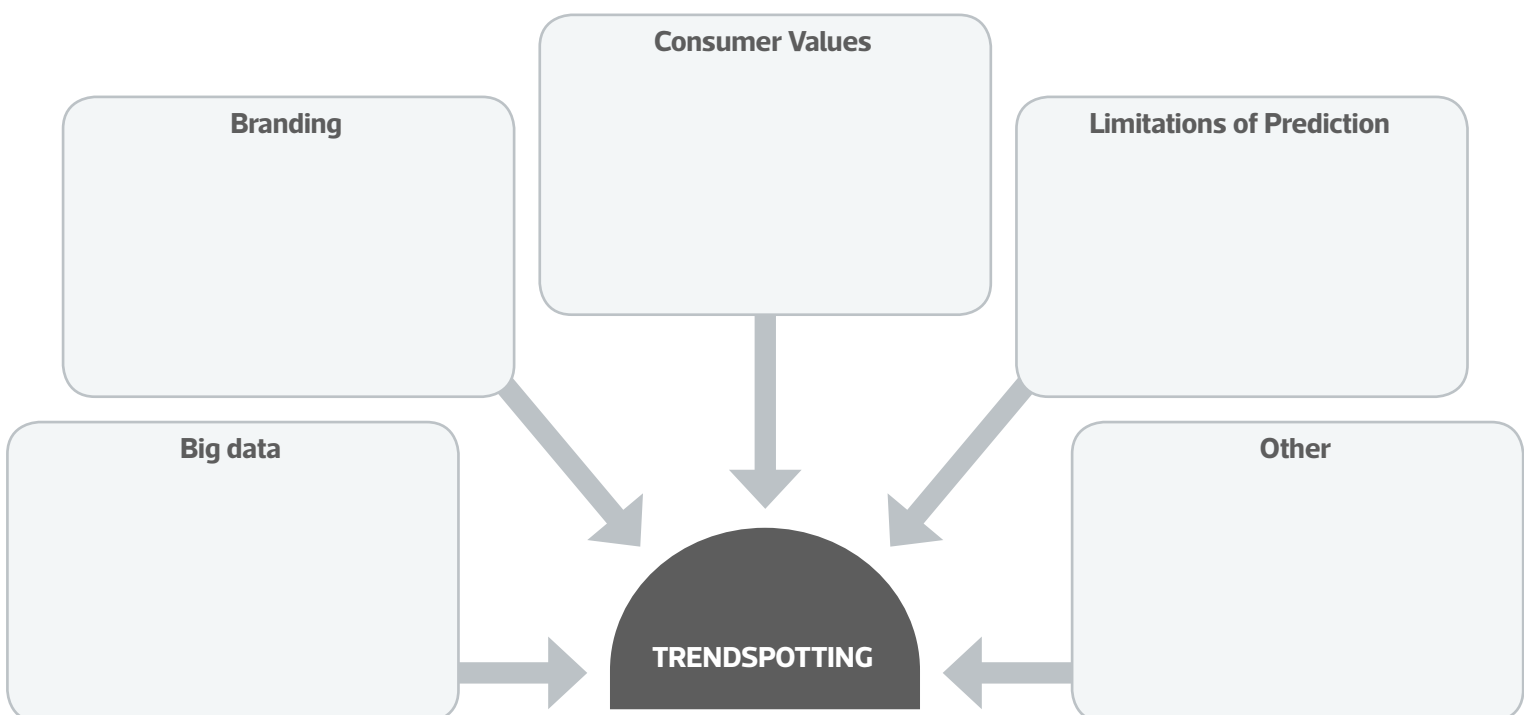 Consumer Values
Branding
Limitations of Prediction
Big data
Other
TRENDSPOTTING